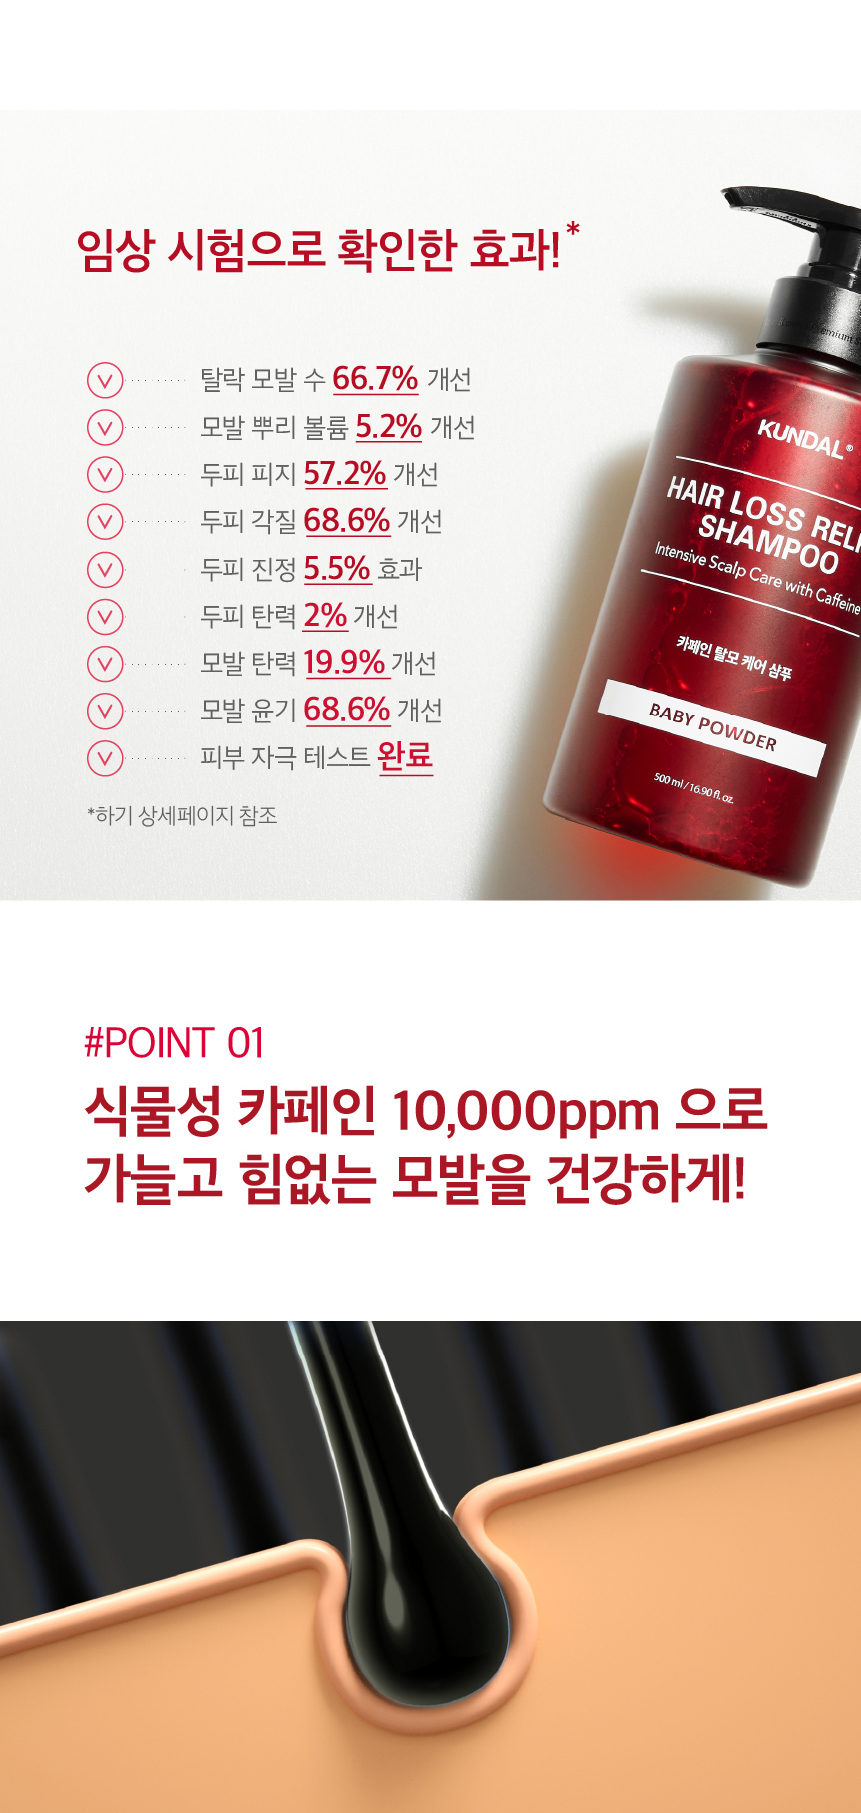 임상 시험으로 확인한 효과!*
탈락 모발 수 66.7% 개선
모발 뿌리 볼륨 5.2% 개선
두피 피지 57.2% 개선
두피 각질 68.6% 개선
두피 진정 5.5% 효과
두피 탄력 2% 개선
모발 탄력 19.9% 개선
모발 윤기 68.6% 개선
피부 자극 테스트 완료
*하기 상세페이지 참조
KUNDAL®
HAIR LOSS RELI
SHAMPOO
Intensive Scalp Care with Caffeine
카페인 탈모 케어 샴푸
BABY POWDER
500 ml / 16.90 fl. oz.
#POINT 01
식물성 카페인 10,000ppm 으로
가늘고 힘없는 모발을 건강하게!